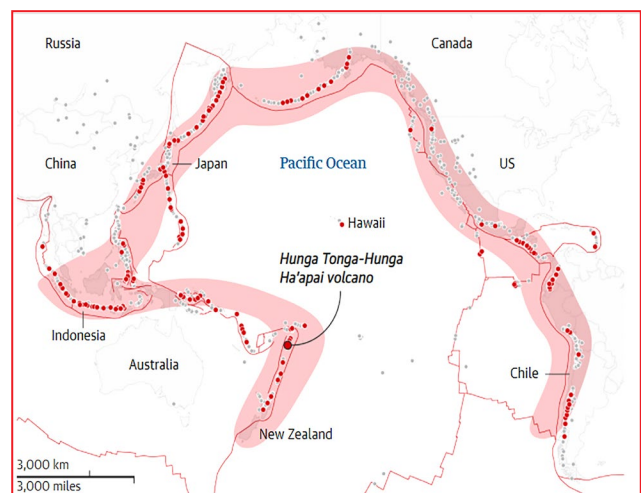 Russia
Canada
China
Japan
Pacific Ocean
US
Hawaii
Hunga Tonga-Hunga
Ha'apai volcano
Indonesia
Australia
Chile
New Zealand
3,000 km
3,000 miles